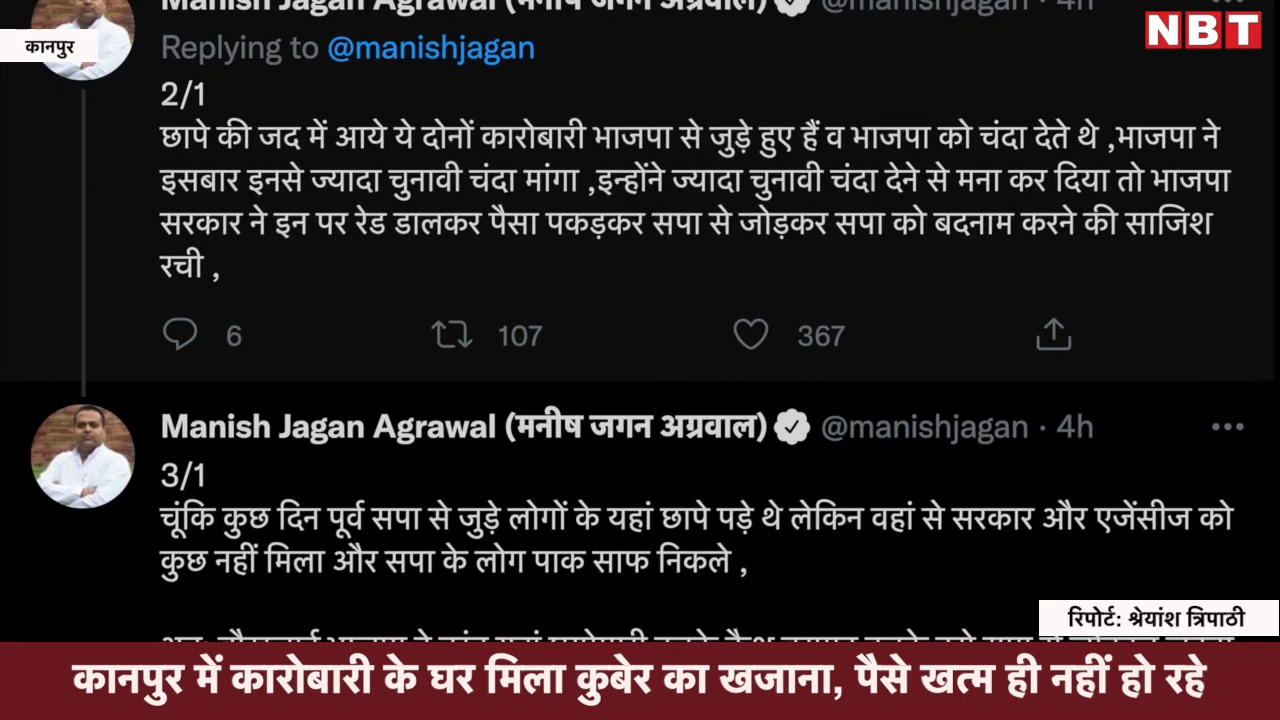 Manish Jagan Agrawal (मनीष जगन अग्रवाल) @manishjagan · 4h
कानपुर
NBT
Replying to @manishjagan
2/1
छापे की जद में आये ये दोनों कारोबारी भाजपा से जुड़े हुए हैं व भाजपा को चंदा देते थे ,भाजपा ने
इसबार इनसे ज्यादा चुनावी चंदा मांगा ,इन्होंने ज्यादा चुनावी चंदा देने से मना कर दिया तो भाजपा
सरकार ने इन पर रेड डालकर पैसा पकड़कर सपा से जोड़कर सपा को बदनाम करने की साजिश
रची ,
6 107 367
Manish Jagan Agrawal (मनीष जगन अग्रवाल) @manishjagan · 4h
3/1
चूंकि कुछ दिन पूर्व सपा से जुड़े लोगों के यहां छापे पड़े थे लेकिन वहां से सरकार और एजेंसीज को
कुछ नहीं मिला और सपा के लोग पाक साफ निकले ,
रिपोर्ट: श्रेयांश त्रिपाठी
कानपुर में कारोबारी के घर मिला कुबेर का खजाना, पैसे खत्म ही नहीं हो रहे